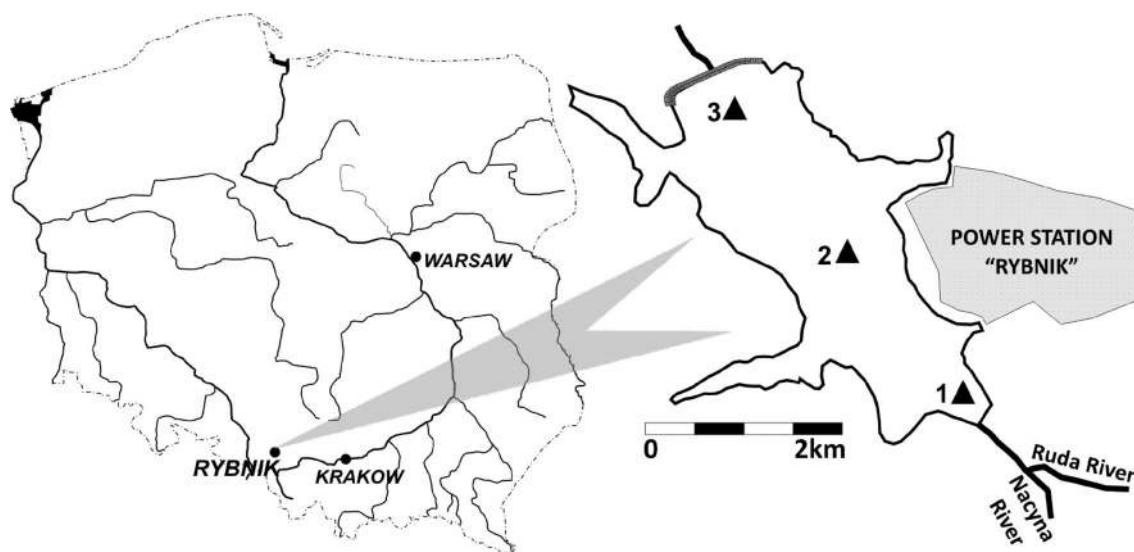 WARSAW
RYBNIK
KRAKOW
3
2
1
POWER STATION
“RYBNIK”
0
2km
Ruda River
Nacyna
River